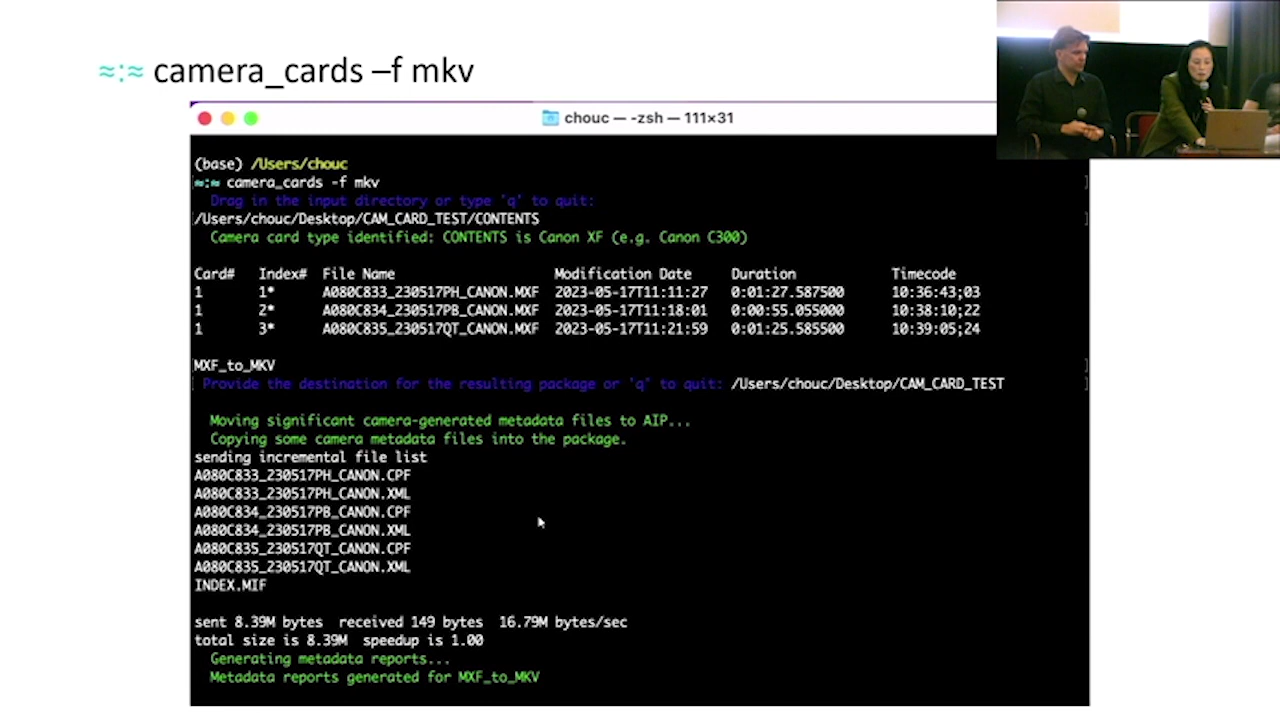 ≈:≈ camera_cards –f mkv
chouc — -zsh — 111×31
(base) /Users/chouc
≈:≈ camera_cards -f mkv
Drag in the input directory or type 'q' to quit:
/Users/chouc/Desktop/CAM_CARD_TEST/CONTENTS
Camera card type identified: CONTENTS is Canon XF (e.g. Canon C300)
Card# Index# File Name Modification Date Duration Timecode
1 1* A080C833_230517PH_CANON.MXF 2023-05-17T11:11:27 0:01:27.587500 10:36:43;03
1 2* A080C834_230517PB_CANON.MXF 2023-05-17T11:18:01 0:00:55.055000 10:38:10;22
1 3* A080C835_230517QT_CANON.MXF 2023-05-17T11:21:59 0:01:25.585500 10:39:05;24
MXF_to_MKV
Provide the destination for the resulting package or 'q' to quit: /Users/chouc/Desktop/CAM_CARD_TEST
Moving significant camera-generated metadata files to AIP...
Copying some camera metadata files into the package.
sending incremental file list
A080C833_230517PH_CANON.CPF
A080C833_230517PH_CANON.XML
A080C834_230517PB_CANON.CPF
A080C834_230517PB_CANON.XML
A080C835_230517QT_CANON.CPF
A080C835_230517QT_CANON.XML
INDEX.MIF
sent 8.39M bytes received 149 bytes 16.79M bytes/sec
total size is 8.39M speedup is 1.00
Generating metadata reports...
Metadata reports generated for MXF_to_MKV